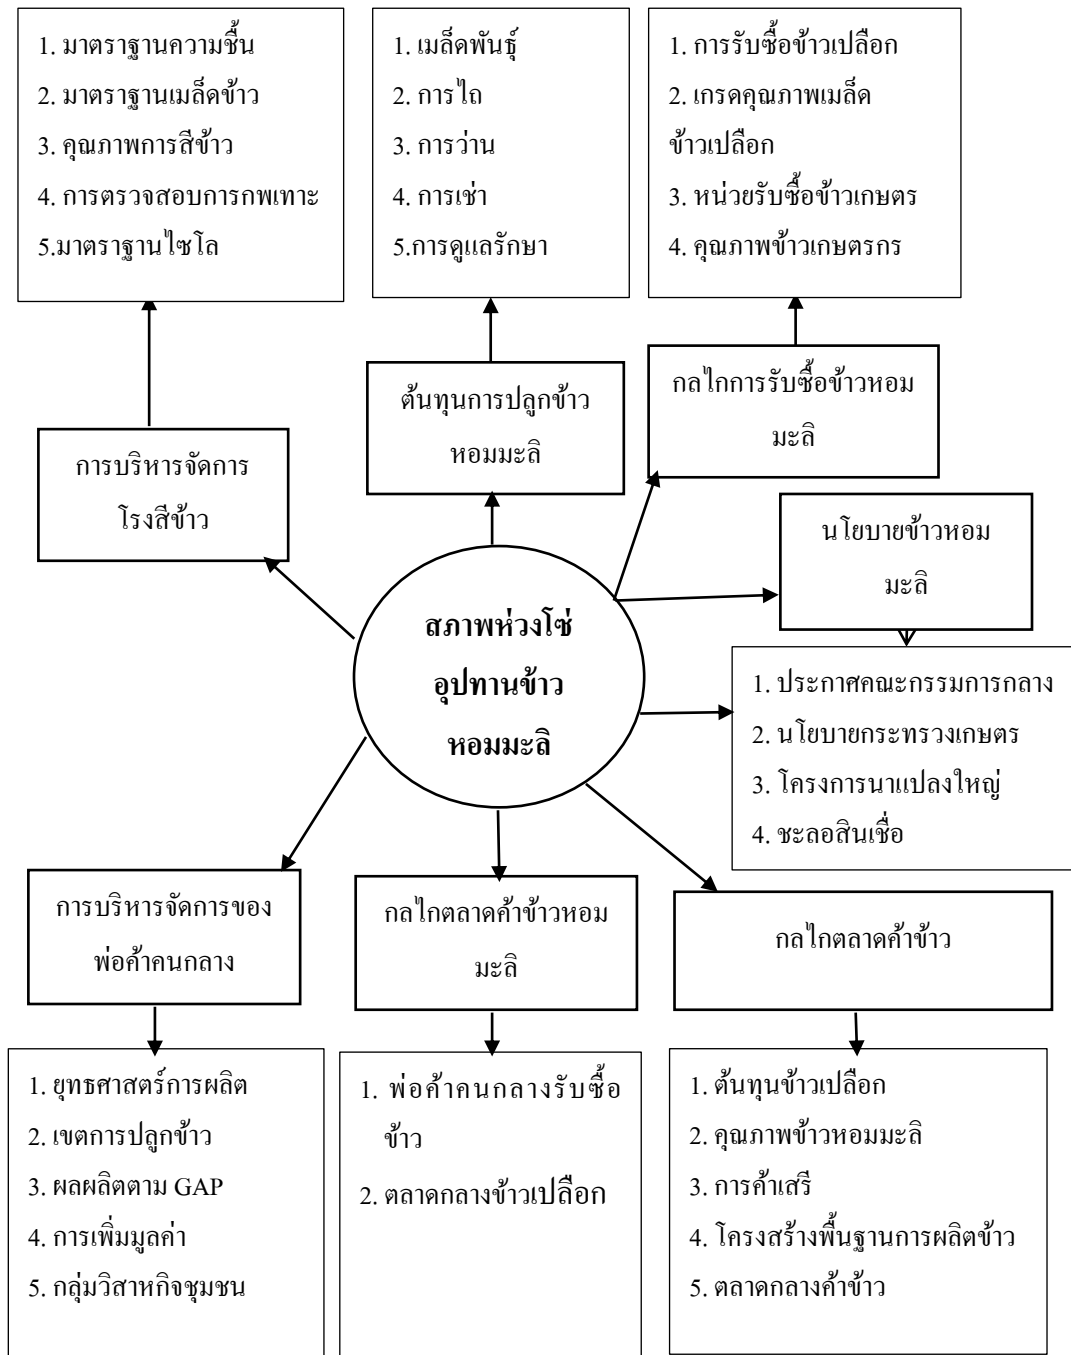 1. มาตราฐานความชื้น
2. มาตราฐานเมล็ดข้าว
3. คุณภาพการสีข้าว
4. การตรวจสอบการกพเทาะ
5.มาตราฐานไซโล
1. เมล็ดพันธุ์
2. การไถ
3. การว่าน
4. การเช่า
5.การดูแลรักษา
1. การรับซื้อข้าวเปลือก
2. เกรดคุณภาพเมล็ด
ข้าวเปลือก
3. หน่วยรับซื้อข้าวเกษตร
4. คุณภาพข้าวเกษตรกร
การบริหารจัดการ
โรงสีข้าว
ต้นทุนการปลูกข้าว
หอมมะลิ
กลไกการรับซื้อข้าวหอม
มะลิ
นโยบายข้าวหอม
มะลิ
สภาพห่วงโซ่
อุปทานข้าว
หอมมะลิ
1. ประกาศคณะกรรมการกลาง
2. นโยบายกระทรวงเกษตร
3. โครงการนาแปลงใหญ่
4. ชะลอสินเชื่อ
การบริหารจัดการของ
พ่อค้าคนกลาง
กลไกตลาดค้าข้าวหอม
มะลิ
กลไกตลาดค้าข้าว
1. ยุทธศาสตร์การผลิต
2. เขตการปลูกข้าว
3. ผลผลิตตาม GAP
4. การเพิ่มมูลค่า
5. กลุ่มวิสาหกิจชุมชน
1. พ่อค้าคนกลางรับซื้อ
ข้าว
2. ตลาดกลางข้าวเปลือก
1. ต้นทุนข้าวเปลือก
2. คุณภาพข้าวหอมมะลิ
3. การค้าเสรี
4. โครงสร้างพื้นฐานการผลิตข้าว
5. ตลาดกลางค้าข้าว